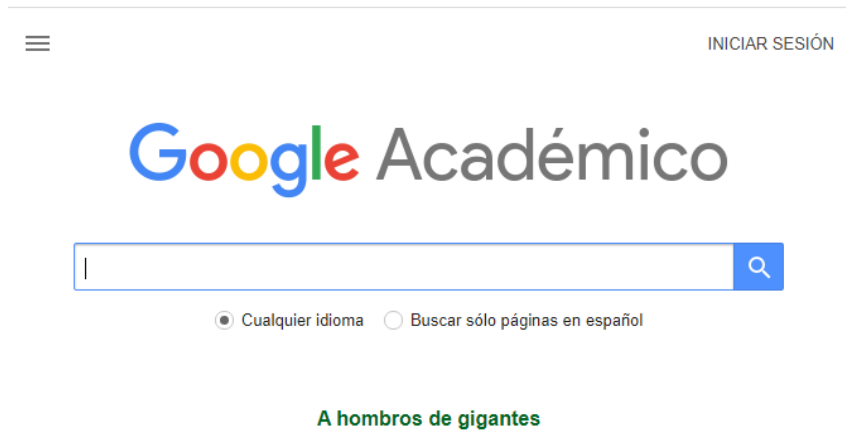 INICIAR SESIÓN
Google Académico
Cualquier idioma Buscar sólo páginas en español
A hombros de gigantes